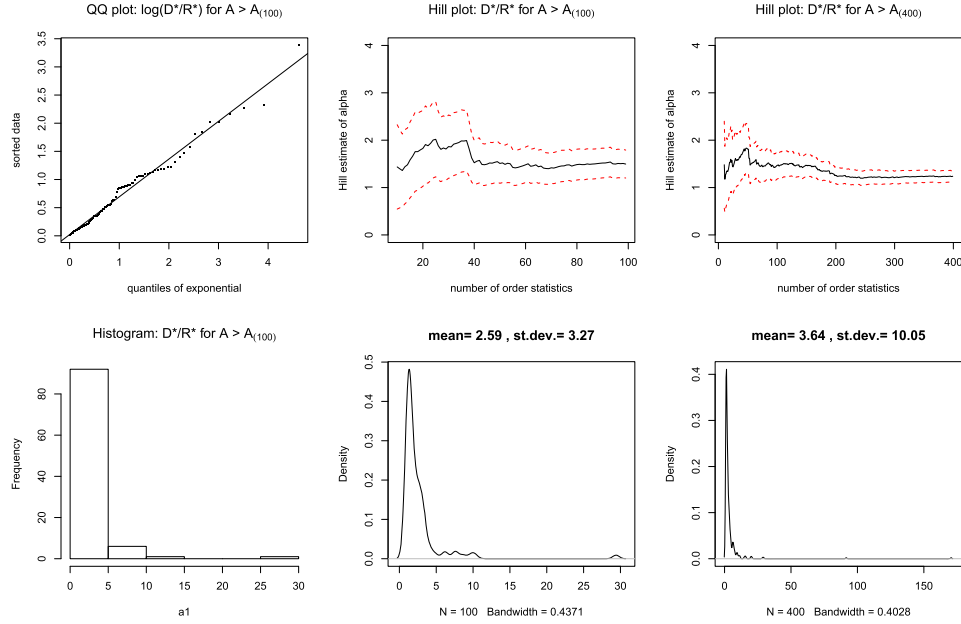 QQ plot: log(D*/R*) for A > A(100)
sorted data
0.0 0.5 1.0 1.5 2.0 2.5 3.0 3.5
0 1 2 3 4
quantiles of exponential
Hill plot: D*/R* for A > A(100)
Hill estimate of alpha
0 1 2 3 4
20 40 60 80 100
number of order statistics
Hill plot: D*/R* for A > A(400)
Hill estimate of alpha
0 1 2 3 4
0 100 200 300 400
number of order statistics
Histogram: D*/R* for A > A(100)
Frequency
0 20 40 60 80
0 5 10 15 20 25 30
a1
mean= 2.59 , st.dev.= 3.27
Density
0.0 0.1 0.2 0.3 0.4 0.5
0 5 10 15 20 25 30
N = 100 Bandwidth = 0.4371
mean= 3.64 , st.dev.= 10.05
Density
0.0 0.1 0.2 0.3 0.4
0 50 100 150
N = 400 Bandwidth = 0.4028